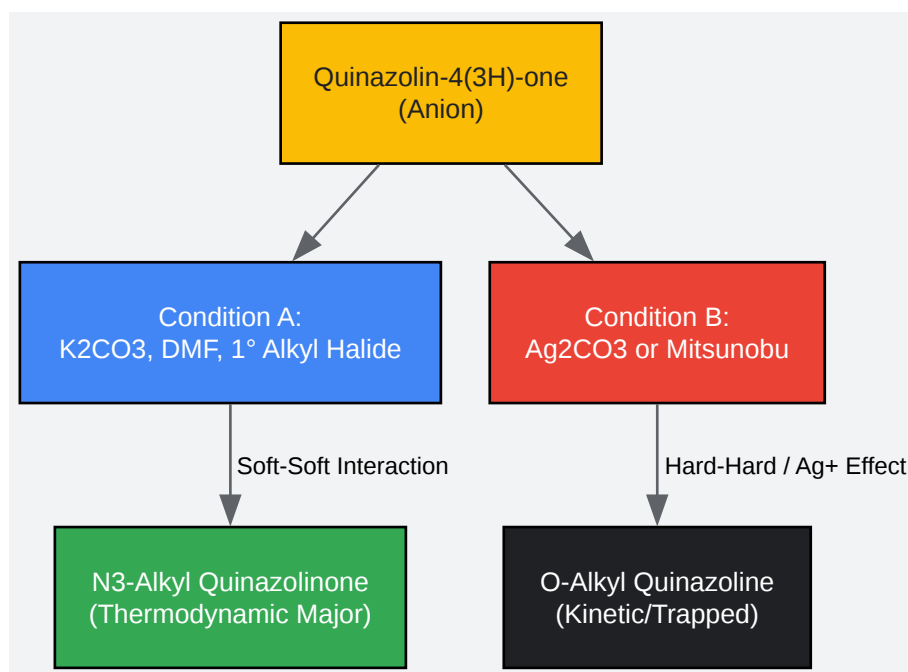 Quinazolin-4(3H)-one
(Anion)
Condition A:
K2CO3, DMF, 1° Alkyl Halide
Condition B:
Ag2CO3 or Mitsunobu
Soft-Soft Interaction
Hard-Hard / Ag+ Effect
N3-Alkyl Quinazolinone
(Thermodynamic Major)
O-Alkyl Quinazoline
(Kinetic/Trapped)